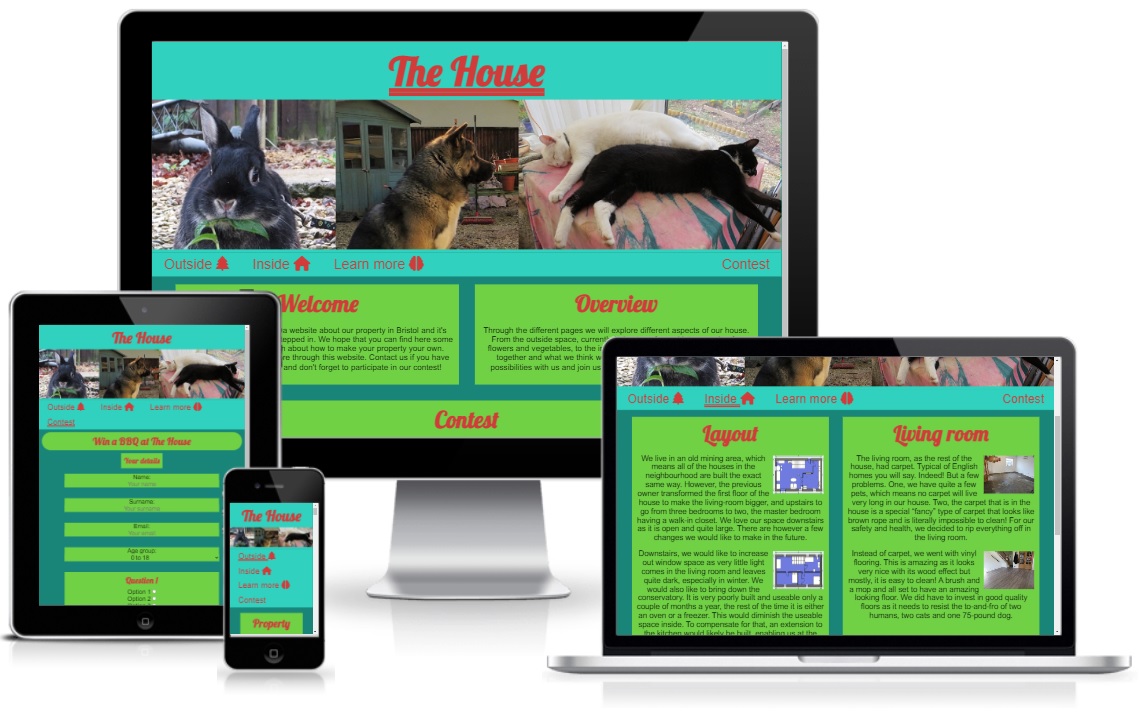 The House
Outside Inside Learn more Contest
Welcome
a website about our property in Bristol and it's
epped in. We hope that you can find here some
h about how to make your property your own.
re through this website. Contact us if you have
and don't forget to participate in our contest!
Overview
Through the different pages we will explore different aspects of our house.
From the outside space, current
flowers and vegetables, to the in
together and what we think w
possibilities with us and join us
Contest
The House
Outside Inside Learn more
Contest
Win a BBQ at The House
Your details
Name:
Your name
Surname:
Your surname
Email:
Your email
Age group:
0 to 18
Question 1
Option 1
Option 2
The House
Outside
Inside
Learn more
Contest
Property
Outside Inside Learn more Contest
Layout
We live in an old mining area, which
means all of the houses in the
neighbourhood are built the exact
same way. However, the previous
owner transformed the first floor of the
house to make the living-room bigger, and upstairs to
go from three bedrooms to two, the master bedroom
having a walk-in closet. We love our space downstairs
as it is open and quite large. There are however a few
changes we would like to make in the future.
Downstairs, we would like to increase
out window space as very little light
comes in the living room and leaves
quite dark, especially in winter. We
would also like to bring down the
conservatory. It is very poorly built and useable only a
couple of months a year, the rest of the time it is either
an oven or a freezer. This would diminish the useable
space inside. To compensate for that, an extension to
the kitchen would likely be built, enabling us at the
Living room
The living room, as the rest of the
house, had carpet. Typical of English
homes you will say. Indeed! But a few
problems. One, we have quite a few
pets, which means no carpet will live
very long in our house. Two, the carpet that is in the
house is a special "fancy" type of carpet that looks like
brown rope and is literally impossible to clean! For our
safety and health, we decided to rip everything off in
the living room.
Instead of carpet, we went with vinyl
flooring. This is amazing as it looks
very nice with its wood effect but
mostly, it is easy to clean! A brush and
a mop and all set to have an amazing
looking floor. We did have to invest in good quality
floors as it needs to resist the to-and-fro of two
humans, two cats and one 75-pound dog.